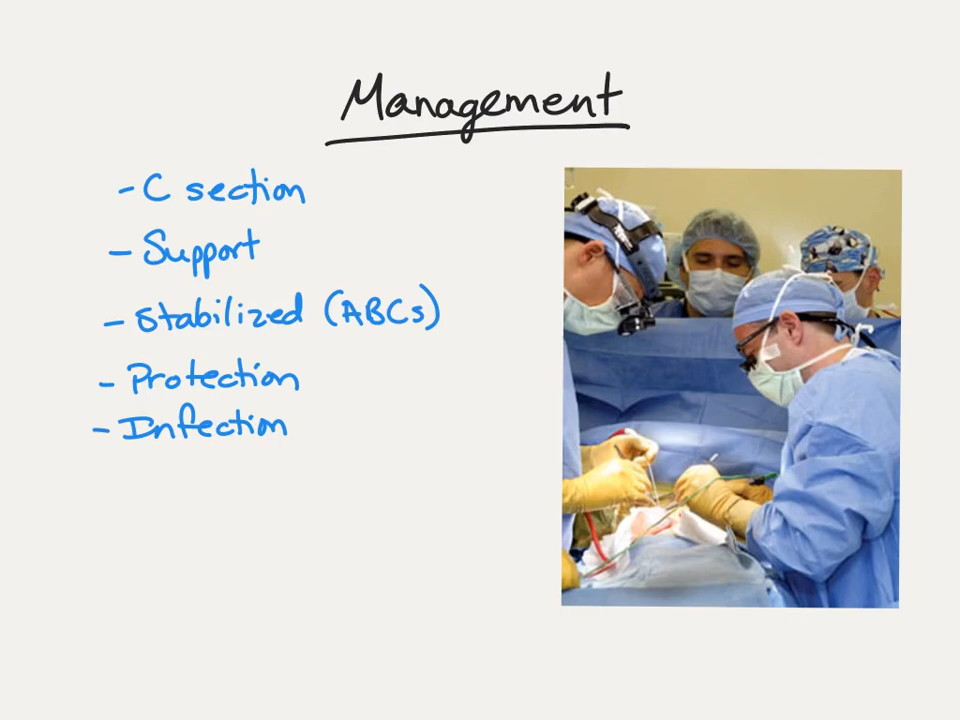 Management
- C section
- Support
- Stabilized (ABCs)
- Protection
- Infection